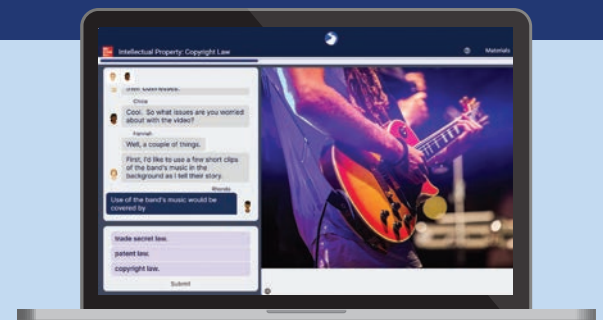 Intellectual Property: Copyright Law
Materials
Chloe
Cool. So what issues are you worried
about with the video?
Hannah
Well, a couple of things.
First, I'd like to use a few short clips
of the band's music in the
background as I tell their story.
Rhonda
Use of the band's music would be
covered by
trade secret law.
patent law.
copyright law.
Submit